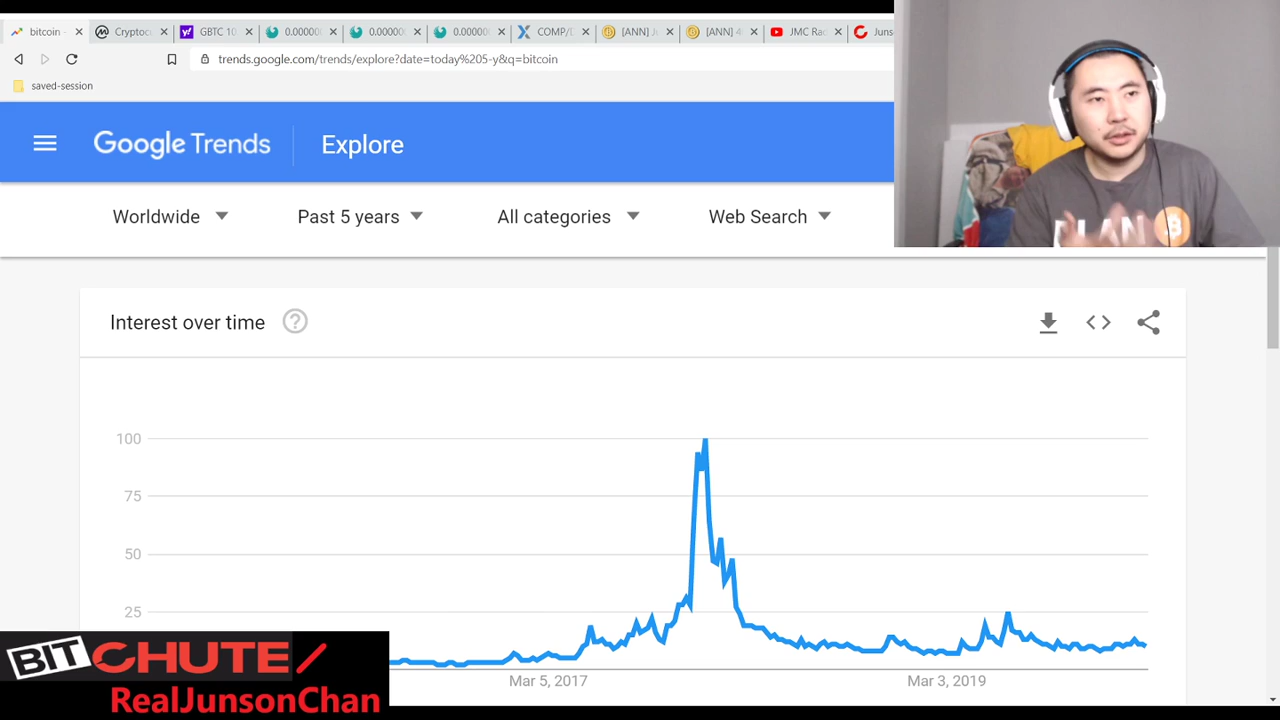 bitcoin
Cryptoc
GBTC 10
0.00000
0.00000
0.00000
COMP/
[ANN] J
[ANN] 4
JMC Ra
Juns
trends.google.com/trends/explore?date=today%205-y&q=bitcoin
saved-session
Google Trends
Explore
Worldwide
Past 5 years
All categories
Web Search
PLAN B
Interest over time
?
100
75
50
25
Mar 5, 2017
Mar 3, 2019
BITCHUTE
RealJunsonChan